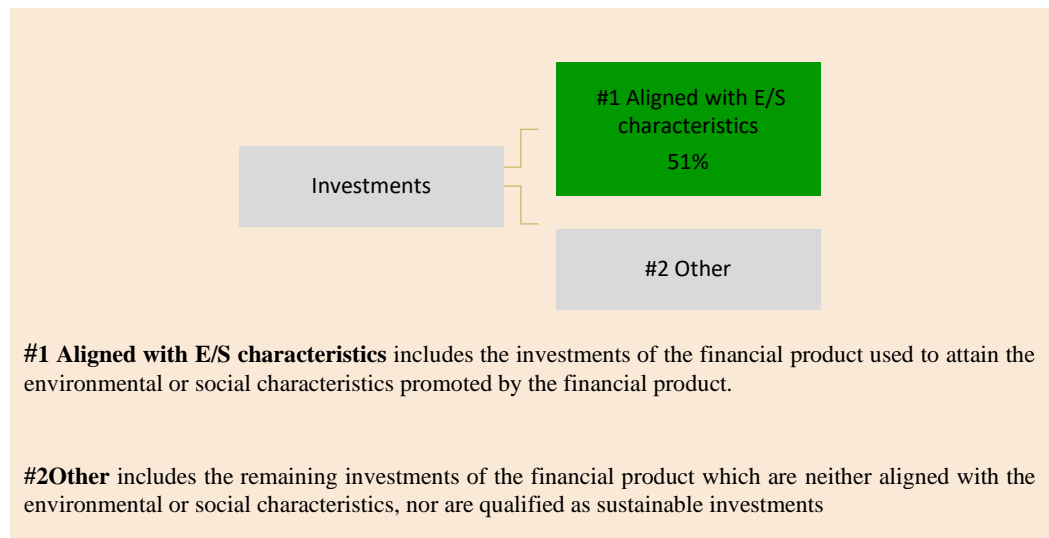 #1 Aligned with E/S
characteristics
51%
Investments
#2 Other
#1 Aligned with E/S characteristics includes the investments of the financial product used to attain the
environmental or social characteristics promoted by the financial product.
#2Other includes the remaining investments of the financial product which are neither aligned with the
environmental or social characteristics, nor are qualified as sustainable investments